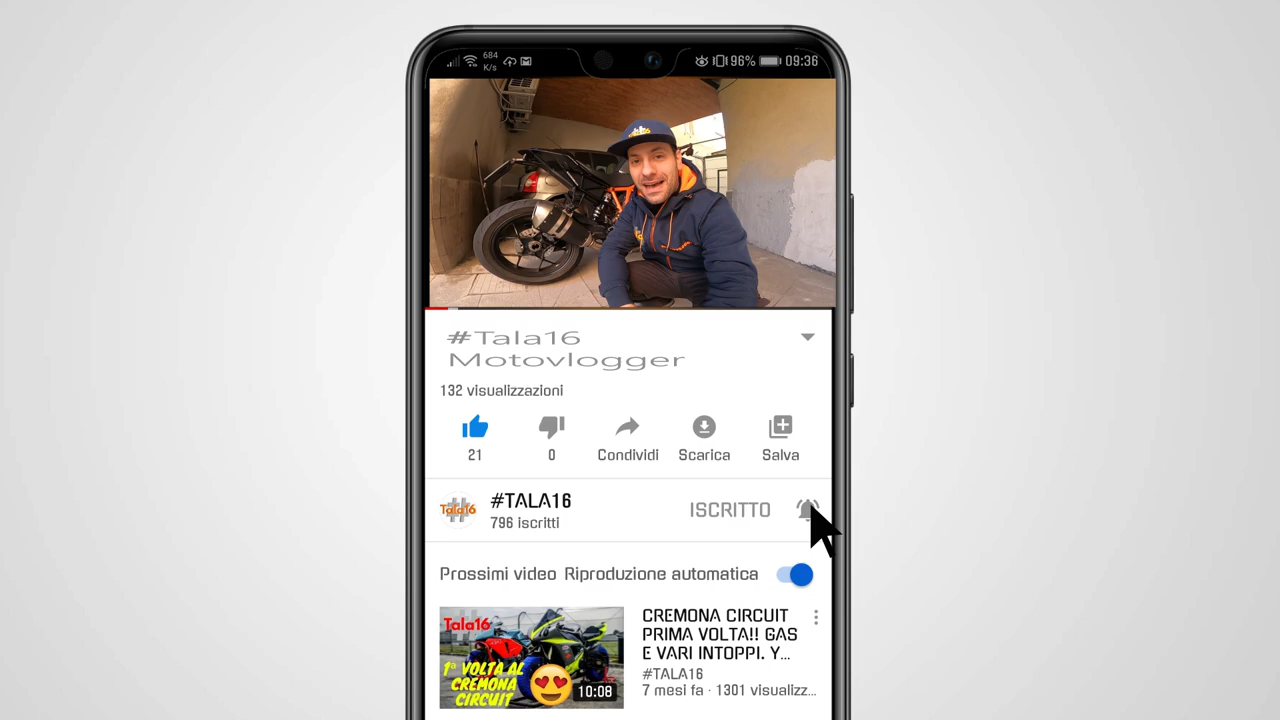 684
K/s
96%
09:36
#Tala16
Motovlogger
132 visualizzazioni
21
0
Condividi
Scarica
Salva
Tala16
#TALA16
796 iscritti
ISCRITTO
Prossimi video Riproduzione automatica
Tala16
1ª VOLTA AL
CREMONA
CIRCUIT
10:08
CREMONA CIRCUIT
PRIMA VOLTA!! GAS
E VARI INTOPPI. Y...
#TALA16
7 mesi fa · 1301 visualizz...